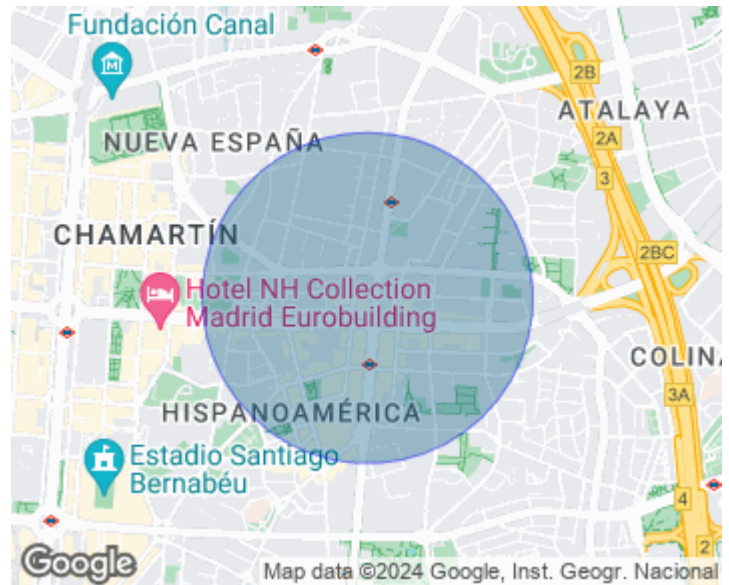 Fundación Canal
2B
ATALAYA
2A
NUEVA ESPAÑA
3
CHAMARTÍN
2BC
Hotel NH Collection
Madrid Eurobuilding
COLINA
3A
HISPANOAMÉRICA
Estadio Santiago
Bernabéu
4
2
Google
Map data ©2024 Google, Inst. Geogr. Nacional